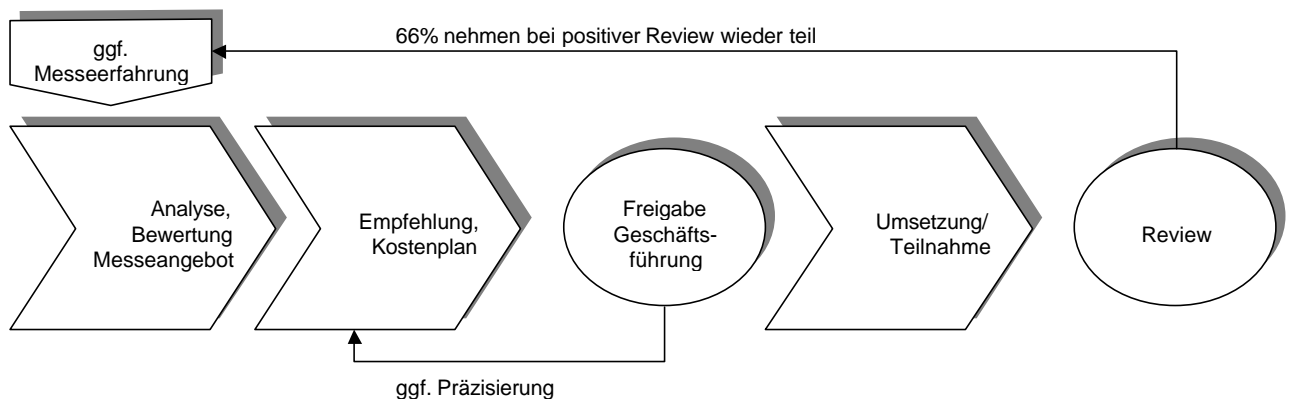 66% nehmen bei positiver Review wieder teil
ggf.
Messeerfahrung
Analyse,
Bewertung
Messeangebot
Empfehlung,
Kostenplan
Freigabe
Geschäfts-
führung
Umsetzung/
Teilnahme
Review
ggf. Präzisierung